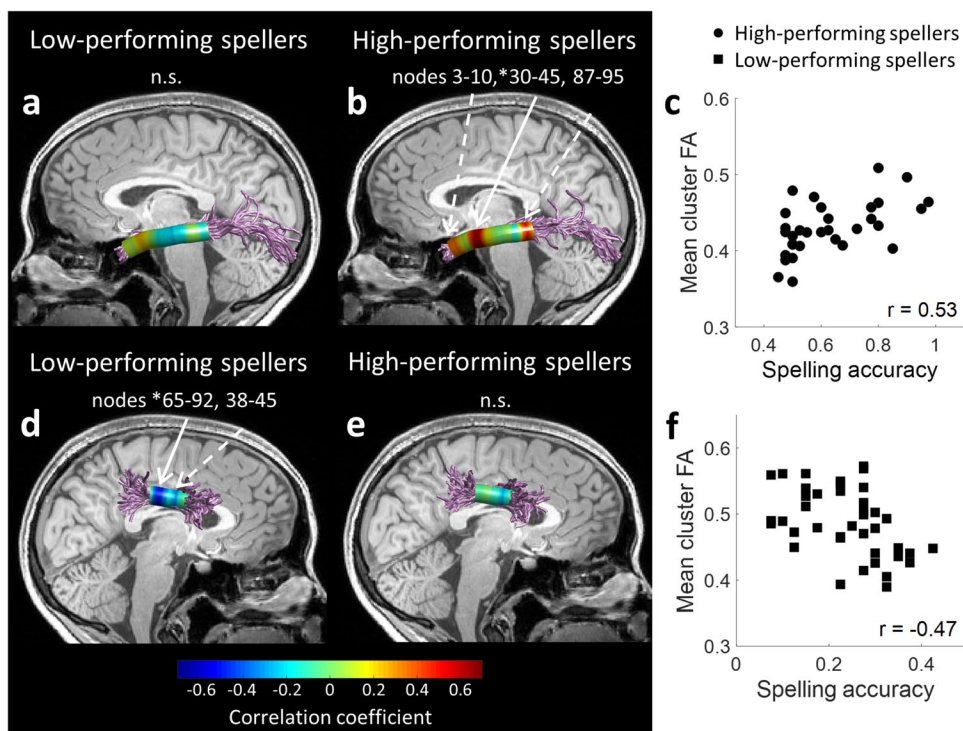 Low-performing spellers
n.s.
a
High-performing spellers
nodes 3-10,*30-45, 87-95
b
● High-performing spellers
■ Low-performing spellers
c
0.6
0.5
0.4
0.3
Mean cluster FA
r = 0.53
0.4 0.6 0.8 1
Spelling accuracy
Low-performing spellers
nodes *65-92, 38-45
d
High-performing spellers
n.s.
e
f
0.6
0.5
0.4
0.3
Mean cluster FA
r = -0.47
0 0.2 0.4
Spelling accuracy
-0.6 -0.4 -0.2 0 0.2 0.4 0.6
Correlation coefficient